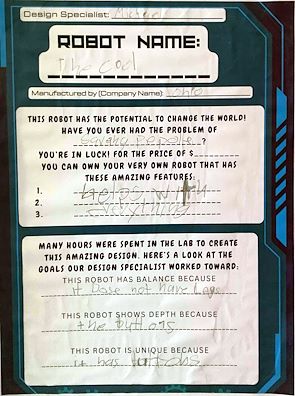 Design Specialist: Michael
ROBOT NAME:
The cool
Manufactured by (Company Name):
THIS ROBOT HAS THE POTENTIAL TO CHANGE THE WORLD!
HAVE YOU EVER HAD THE PROBLEM OF
?
YOU'RE IN LUCK! FOR THE PRICE OF $
YOU CAN OWN YOUR VERY OWN ROBOT THAT HAS
THESE AMAZING FEATURES:
1.
2. Helps with
3.
MANY HOURS WERE SPENT IN THE LAB TO CREATE
THIS AMAZING DESIGN. HERE'S A LOOK AT THE
GOALS OUR DESIGN SPECIALIST WORKED TOWARD:
THIS ROBOT HAS BALANCE BECAUSE
it Dose not have legs
THIS ROBOT SHOWS DEPTH BECAUSE
the buttons
THIS ROBOT IS UNIQUE BECAUSE
it has buttons